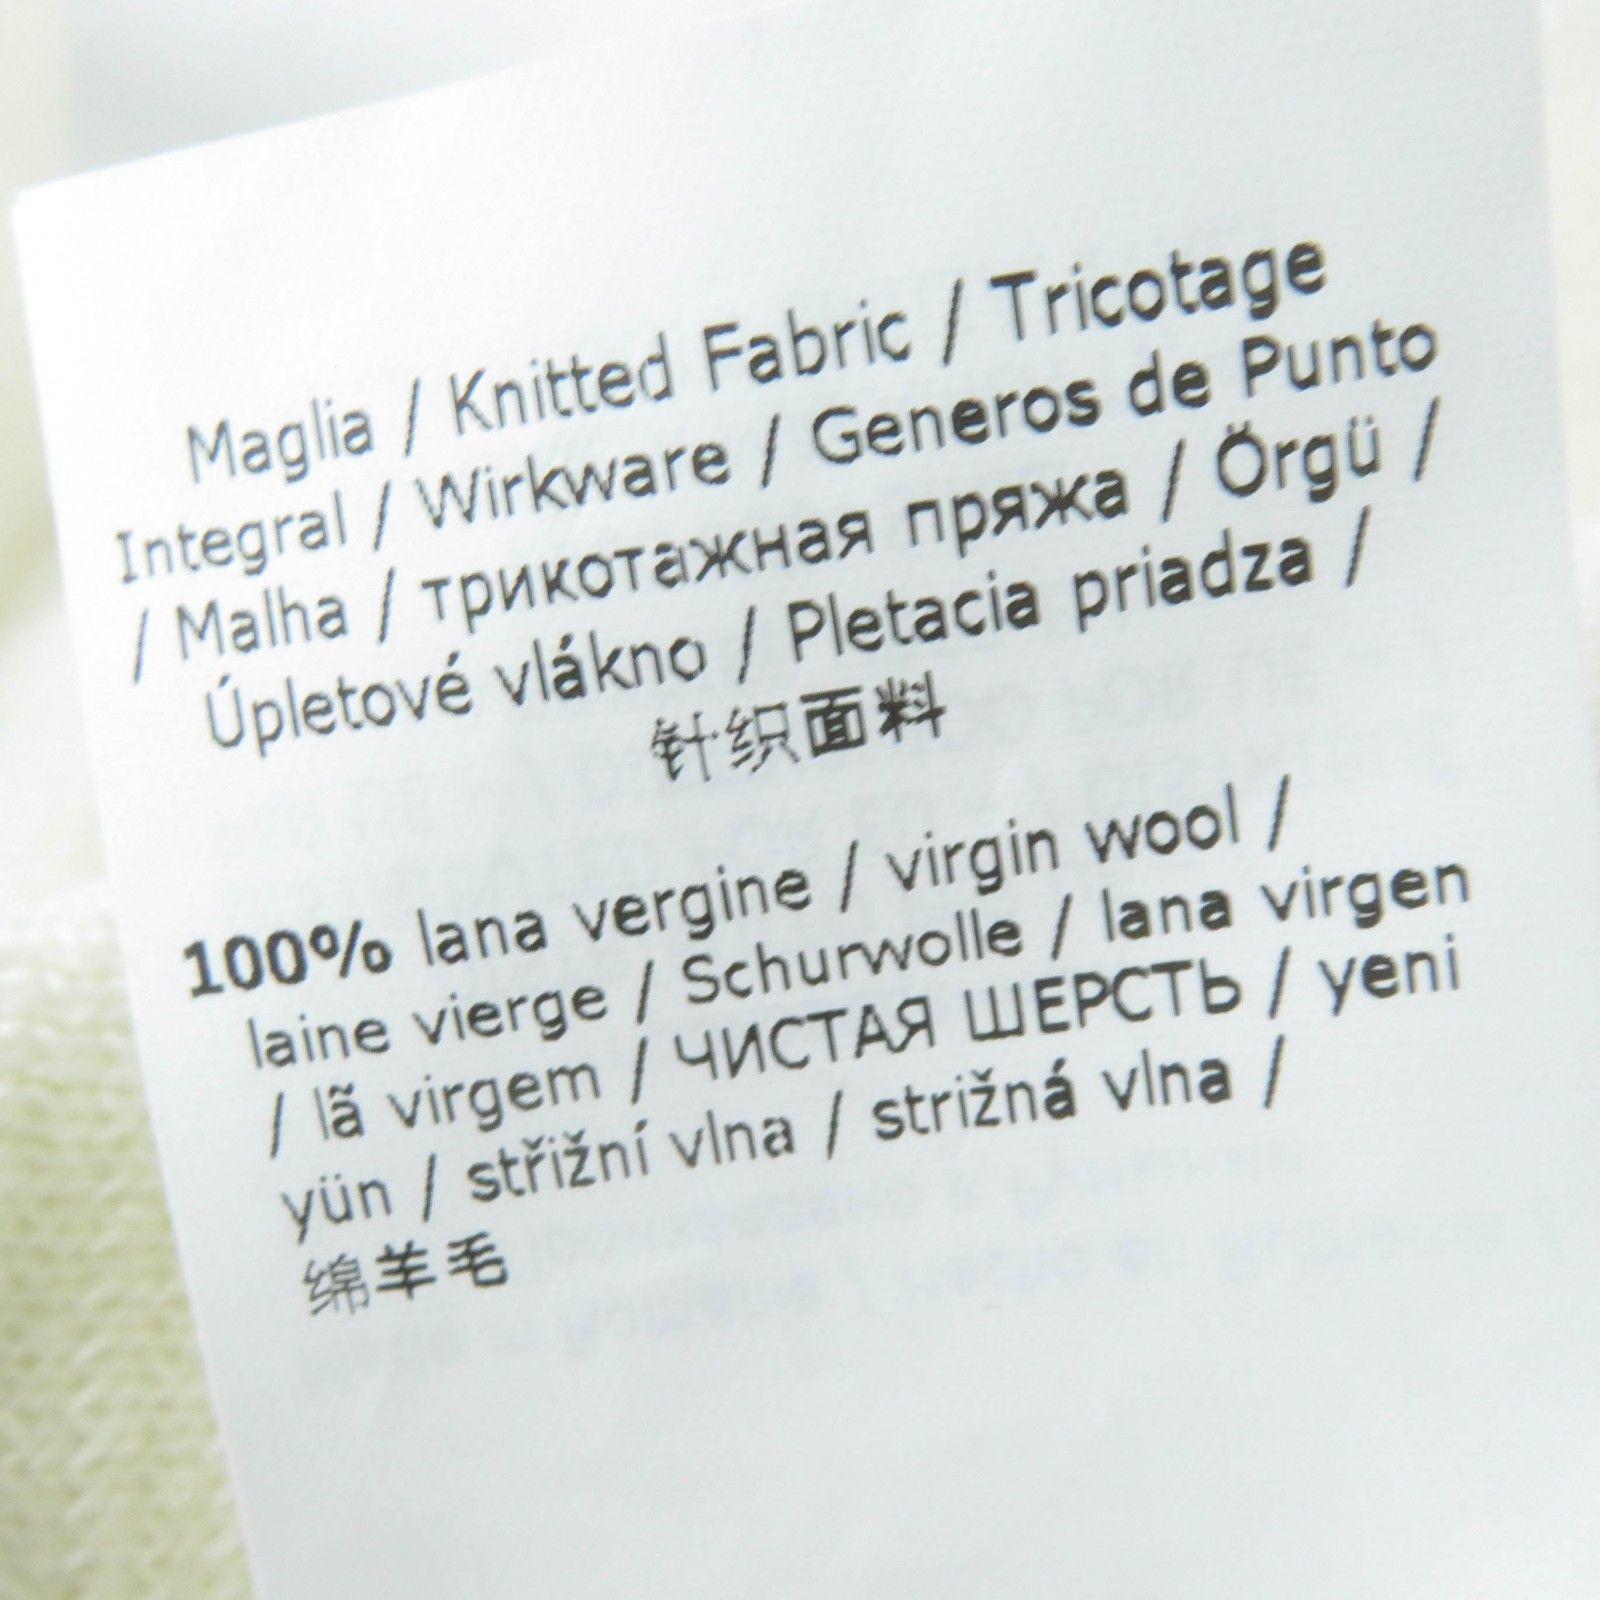 Maglia / Knitted Fabric / Tricotage
Integral / Wirkware / Generos de Punto
/ Malha / трикотажная пряжа / Örgü /
Úpletové vlákno / Pletacia priadza /
针织面料
100% lana vergine / virgin wool /
laine vierge / Schurwolle / lana virgen
/ lã virgem / ЧИСТАЯ ШЕРСТЬ / yeni
yün / střižní vlna / strižná vlna /
绵羊毛